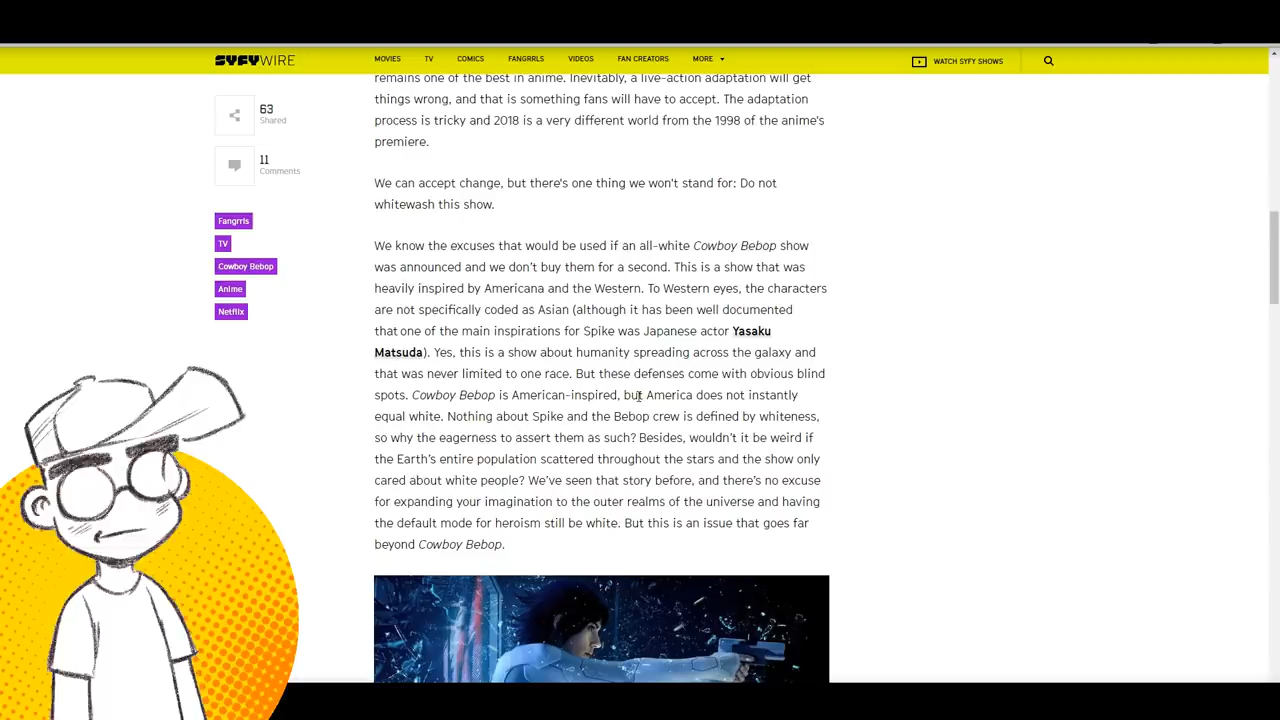 SYFYWIRE
MOVIES TV COMICS FANGRRLS VIDEOS FAN CREATORS MORE WATCH SYFY SHOWS
63
Shared
11
Comments
Fangrrls
TV
Cowboy Bebop
Anime
Netflix
remains one of the best in anime. Inevitably, a live-action adaptation will get
things wrong, and that is something fans will have to accept. The adaptation
process is tricky and 2018 is a very different world from the 1998 of the anime's
premiere.
We can accept change, but there's one thing we won't stand for: Do not
whitewash this show.
We know the excuses that would be used if an all-white Cowboy Bebop show
was announced and we don't buy them for a second. This is a show that was
heavily inspired by Americana and the Western. To Western eyes, the characters
are not specifically coded as Asian (although it has been well documented
that one of the main inspirations for Spike was Japanese actor Yasaku
Matsuda). Yes, this is a show about humanity spreading across the galaxy and
that was never limited to one race. But these defenses come with obvious blind
spots. Cowboy Bebop is American-inspired, but America does not instantly
equal white. Nothing about Spike and the Bebop crew is defined by whiteness,
so why the eagerness to assert them as such? Besides, wouldn't it be weird if
the Earth's entire population scattered throughout the stars and the show only
cared about white people? We've seen that story before, and there's no excuse
for expanding your imagination to the outer realms of the universe and having
the default mode for heroism still be white. But this is an issue that goes far
beyond Cowboy Bebop.